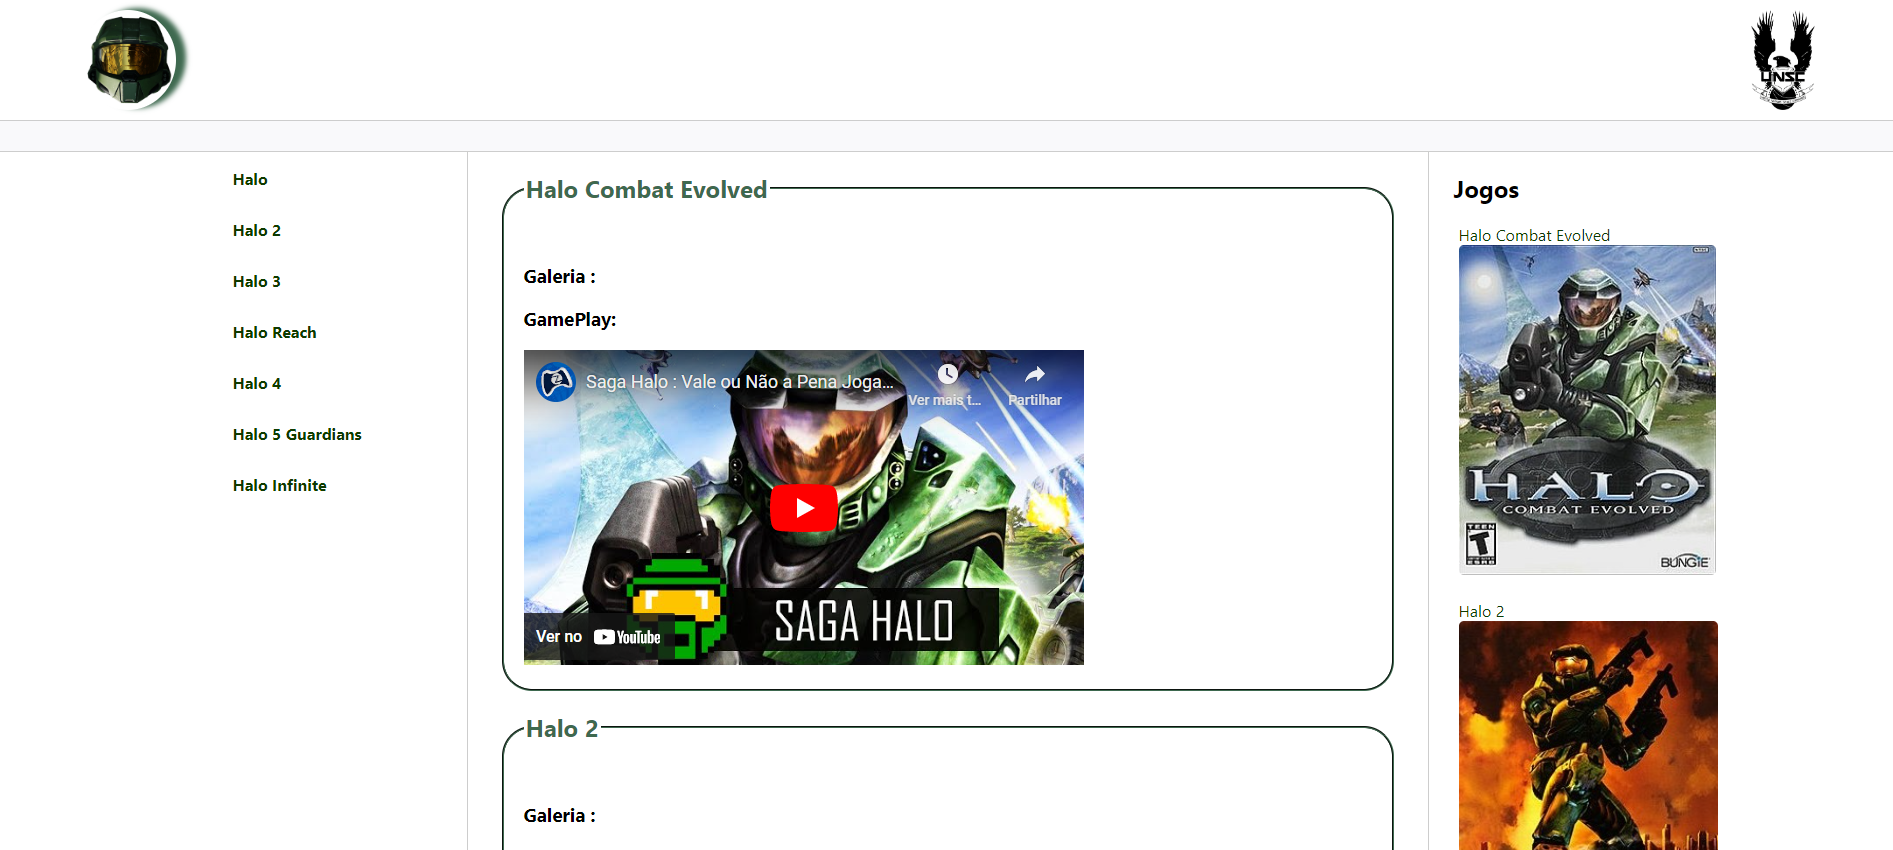 UNSC
Halo
Halo 2
Halo 3
Halo Reach
Halo 4
Halo 5 Guardians
Halo Infinite
Halo Combat Evolved
Galeria :
GamePlay:
Saga Halo : Vale ou Não a Pena Joga...
Ver mais t...
Partilhar
SAGA HALO
Ver no YouTube
Halo 2
Galeria :
Jogos
Halo Combat Evolved
HALO
COMBAT EVOLVED
TEEN
T
ESRB
BUNGIE
Halo 2